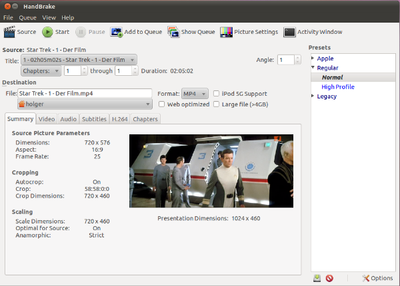 HandBrake
File Queue View Help
Source Start Add to Queue Show Queue Picture Settings Activity Window
Source: Star Trek - 1 - Der Film
Title: 1 - 02h05m02s - Star Trek - 1 - Der Film Angle: 1
Chapters: 1 through 1 Duration: 02:05:02
Destination
File: Star Trek - 1 - Der Film.mp4 Format: MP4 iPod 5G Support
holger Web optimized Large file (>4GB)
Summary Video Audio Subtitles H.264 Chapters
Source Picture Parameters
Dimensions: 720 x 576
Aspect: 16:9
Frame Rate: 25
Cropping
Autocrop: On
Crop: 58:58:0:0
Crop Dimensions: 720 x 460
Scaling
Scale Dimensions: 720 x 460
Optimal for Source: On
Anamorphic: Strict
Presentation Dimensions: 1024 x 460
Presets
Apple
Regular
Normal
High Profile
Legacy
Options